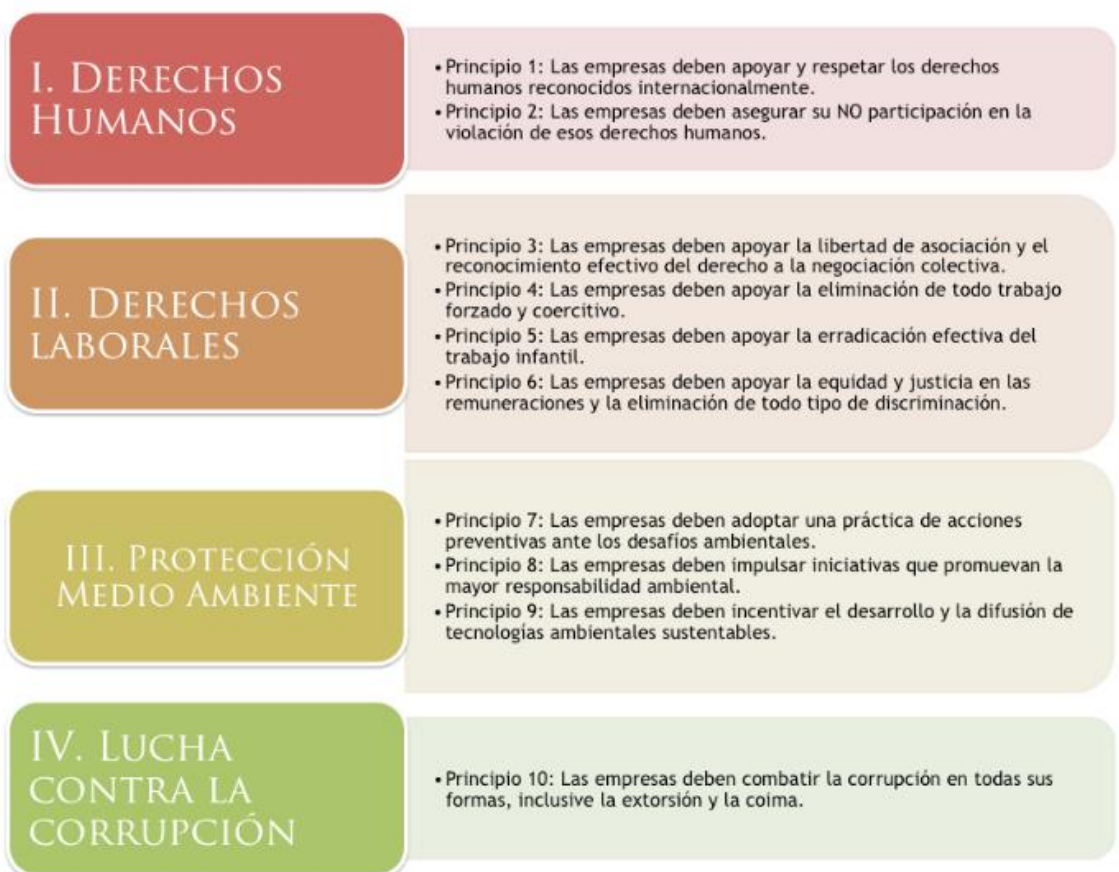 I. DERECHOS
HUMANOS
• Principio 1: Las empresas deben apoyar y respetar los derechos
humanos reconocidos internacionalmente.
• Principio 2: Las empresas deben asegurar su NO participación en la
violación de esos derechos humanos.
II. DERECHOS
LABORALES
• Principio 3: Las empresas deben apoyar la libertad de asociación y el
reconocimiento efectivo del derecho a la negociación colectiva.
• Principio 4: Las empresas deben apoyar la eliminación de todo trabajo
forzado y coercitivo.
• Principio 5: Las empresas deben apoyar la erradicación efectiva del
trabajo infantil.
• Principio 6: Las empresas deben apoyar la equidad y justicia en las
remuneraciones y la eliminación de todo tipo de discriminación.
III. PROTECCIÓN
MEDIO AMBIENTE
• Principio 7: Las empresas deben adoptar una práctica de acciones
preventivas ante los desafíos ambientales.
• Principio 8: Las empresas deben impulsar iniciativas que promuevan la
mayor responsabilidad ambiental.
• Principio 9: Las empresas deben incentivar el desarrollo y la difusión de
tecnologías ambientales sustentables.
IV. LUCHA
CONTRA LA
CORRUPCIÓN
• Principio 10: Las empresas deben combatir la corrupción en todas sus
formas, inclusive la extorsión y la coima.